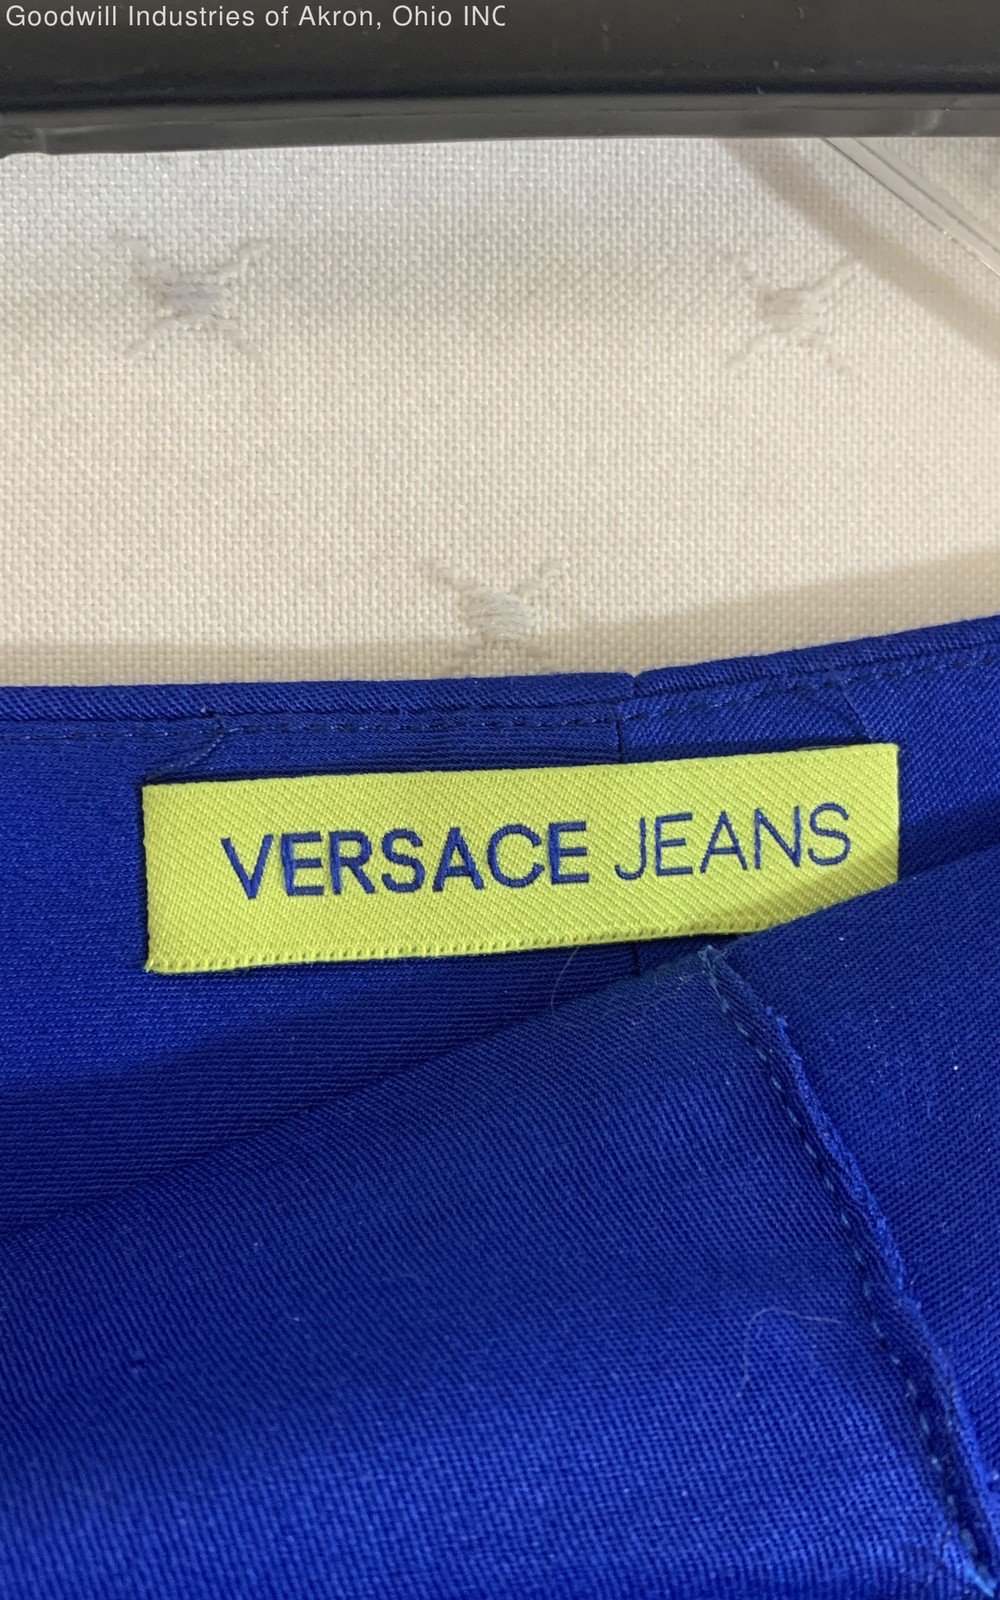 Goodwill Industries of Akron, Ohio INC
VERSACE JEANS